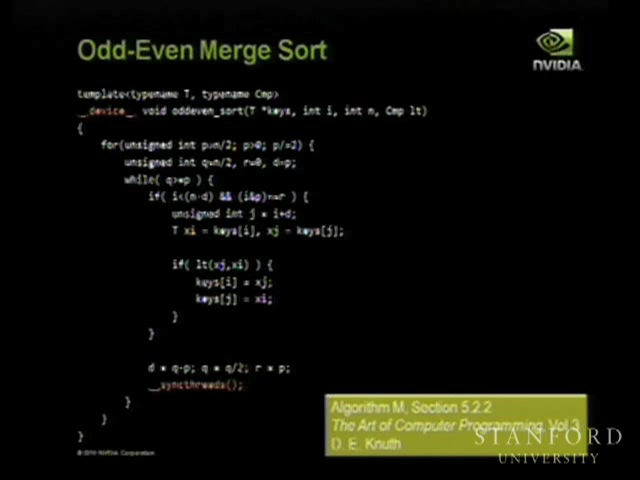 Odd-Even Merge Sort
NVIDIA
template<typename T, typename Cmp>
__device__ void oddeven_sort(T *keys, int i, int n, Cmp lt)
{
for(unsigned int p=n/2; p>0; p/=2) {
unsigned int q=n/2, r=0, d=p;
while( q>=p ) {
if( i<(n-d) && (i&p)==r ) {
unsigned int j = i+d;
T xi = keys[i], xj = keys[j];
if( lt(xj,xi) ) {
keys[i] = xj;
keys[j] = xi;
}
}
d = q-p; q = q/2; r = p;
__syncthreads();
}
}
}
Algorithm M, Section 5.2.2
The Art of Computer Programming, Vol 3
D. E. Knuth
STANFORD
UNIVERSITY
© 2010 NVIDIA Corporation